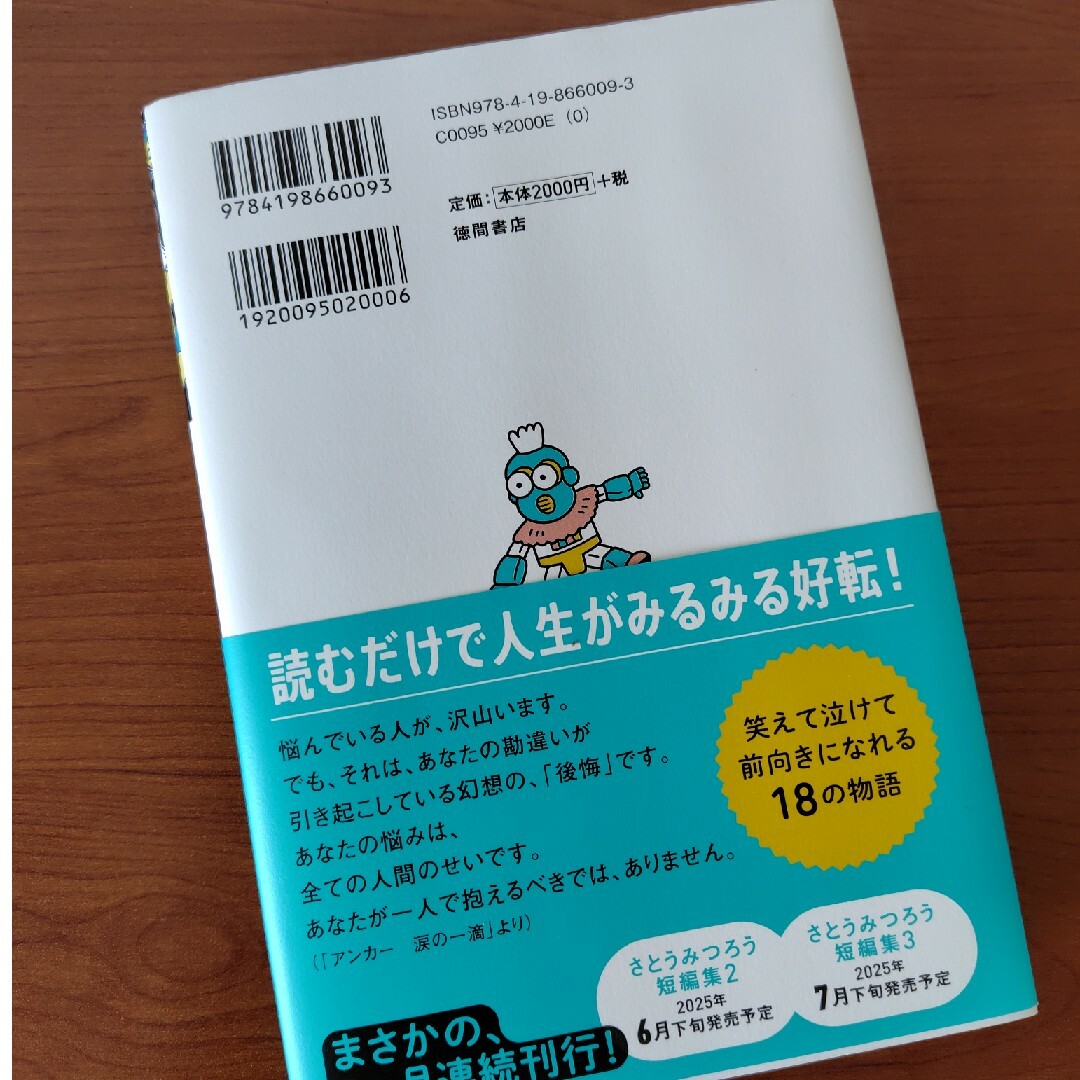 ISBN978-4-19-866009-3
C0095 ¥2000E (0)
9784198660093
定価：本体2000円＋税
徳間書店
1920095020006
読むだけで人生がみるみる好転！
悩んでいる人が、沢山います。
でも、それは、あなたの勘違いが
引き起こしている幻想の、「後悔」です。
あなたの悩みは、
全ての人間のせいです。
あなたが一人で抱えるべきでは、ありません。
（「アンカー　涙の一滴」より）
笑えて泣けて
前向きになれる
18の物語
さとうみつろう
短編集2
2025年
6月下旬発売予定
さとうみつろう
短編集3
2025年
7月下旬発売予定
まさかの、
連続刊行！